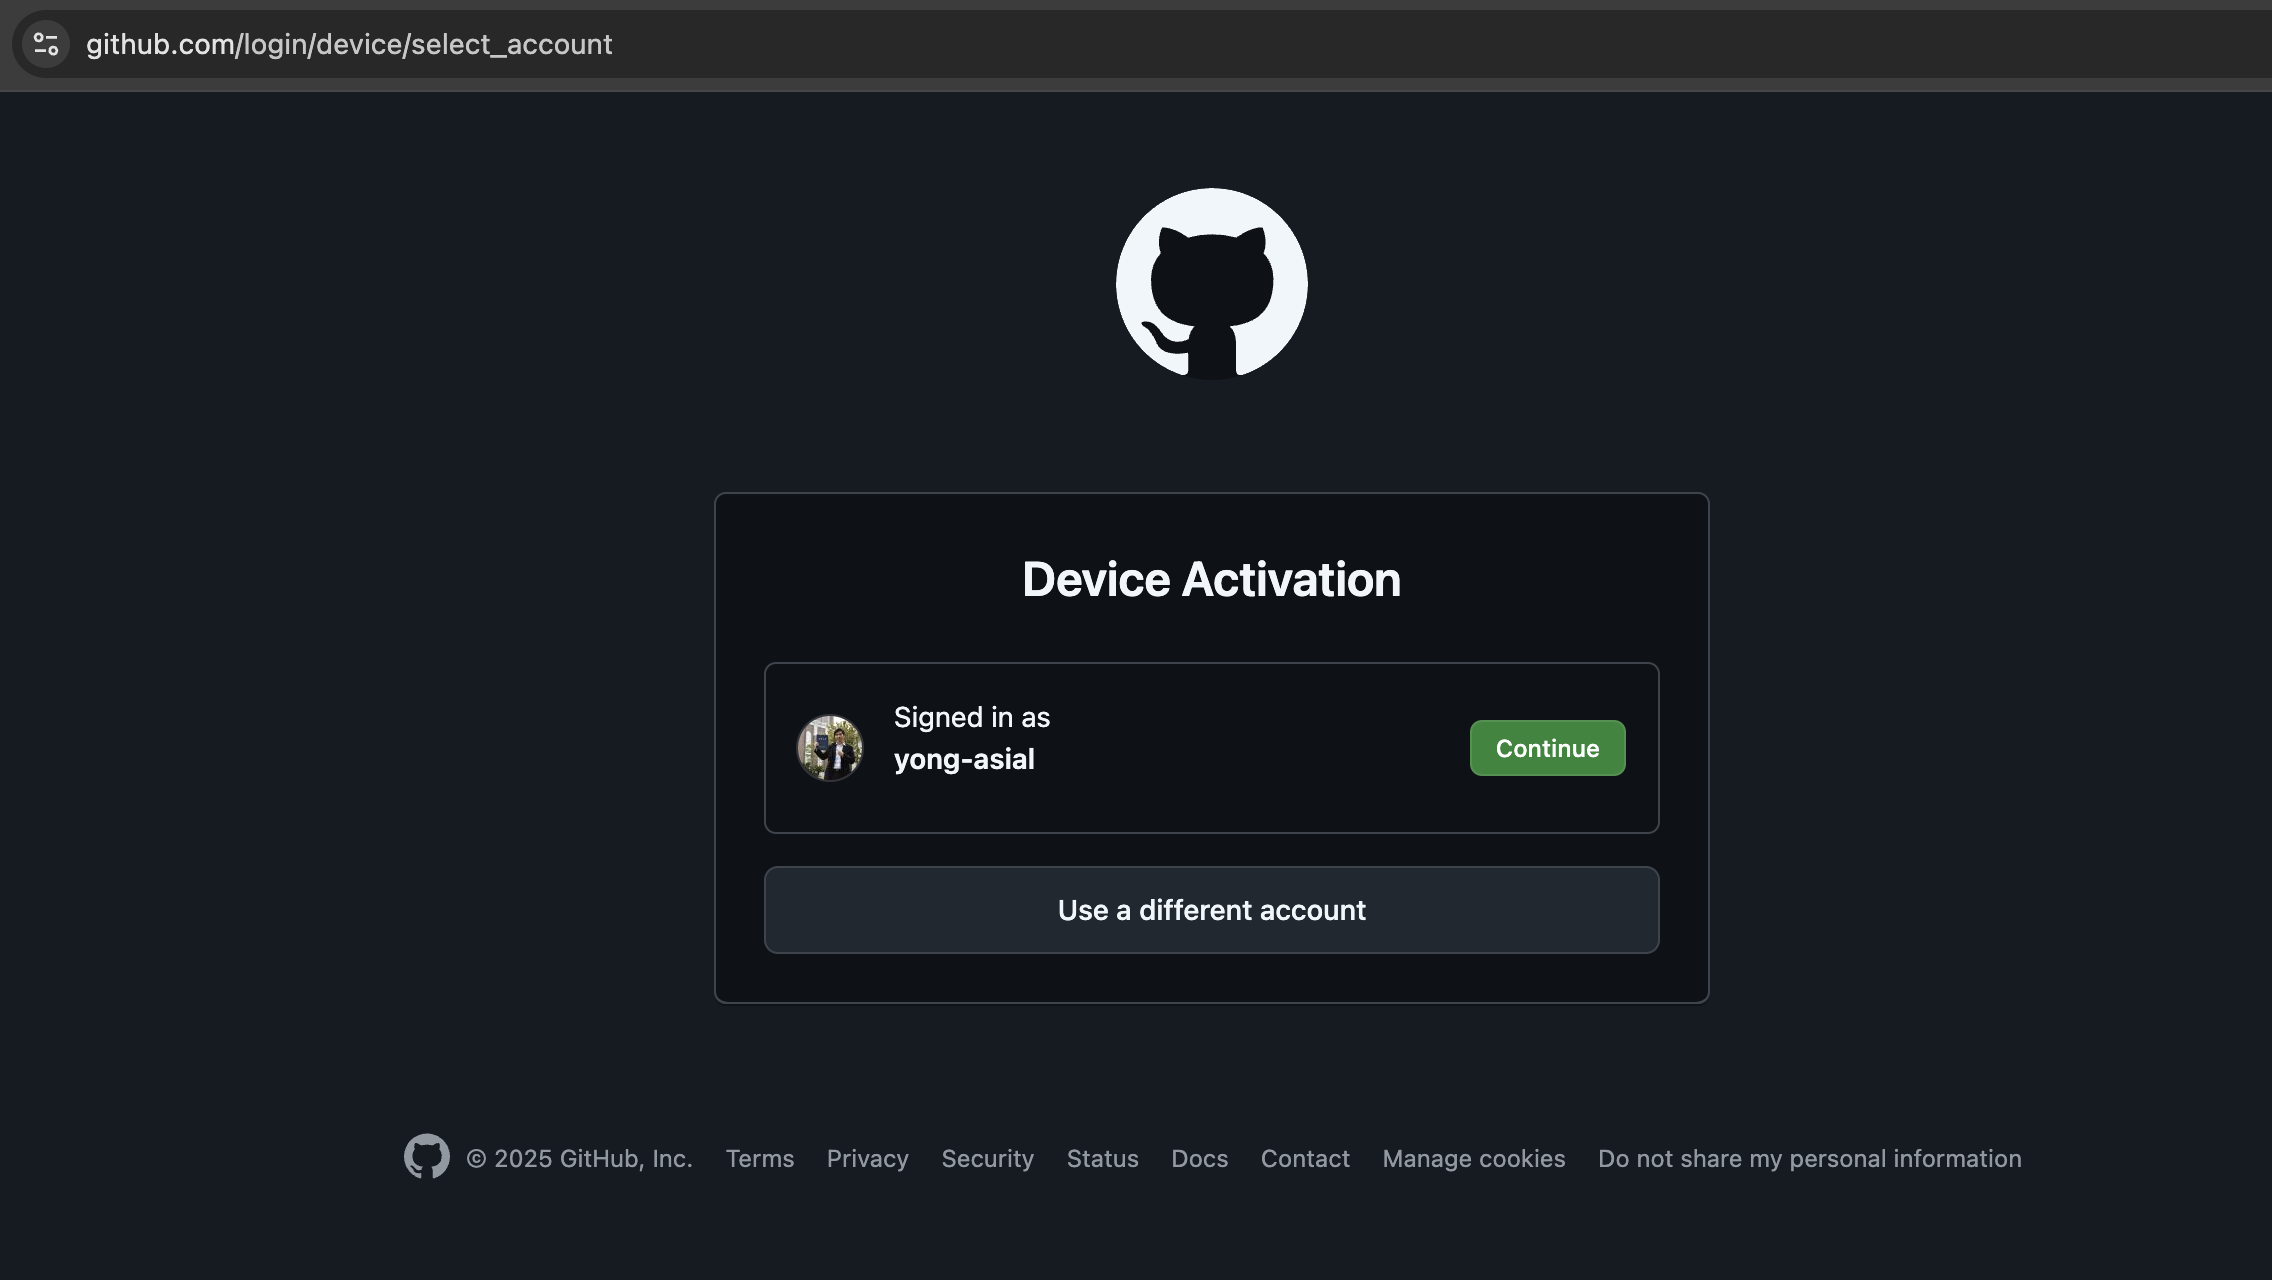 github.com/login/device/select_account
Device Activation
Signed in as
yong-asial
Continue
Use a different account
© 2025 GitHub, Inc. Terms Privacy Security Status Docs Contact Manage cookies Do not share my personal information